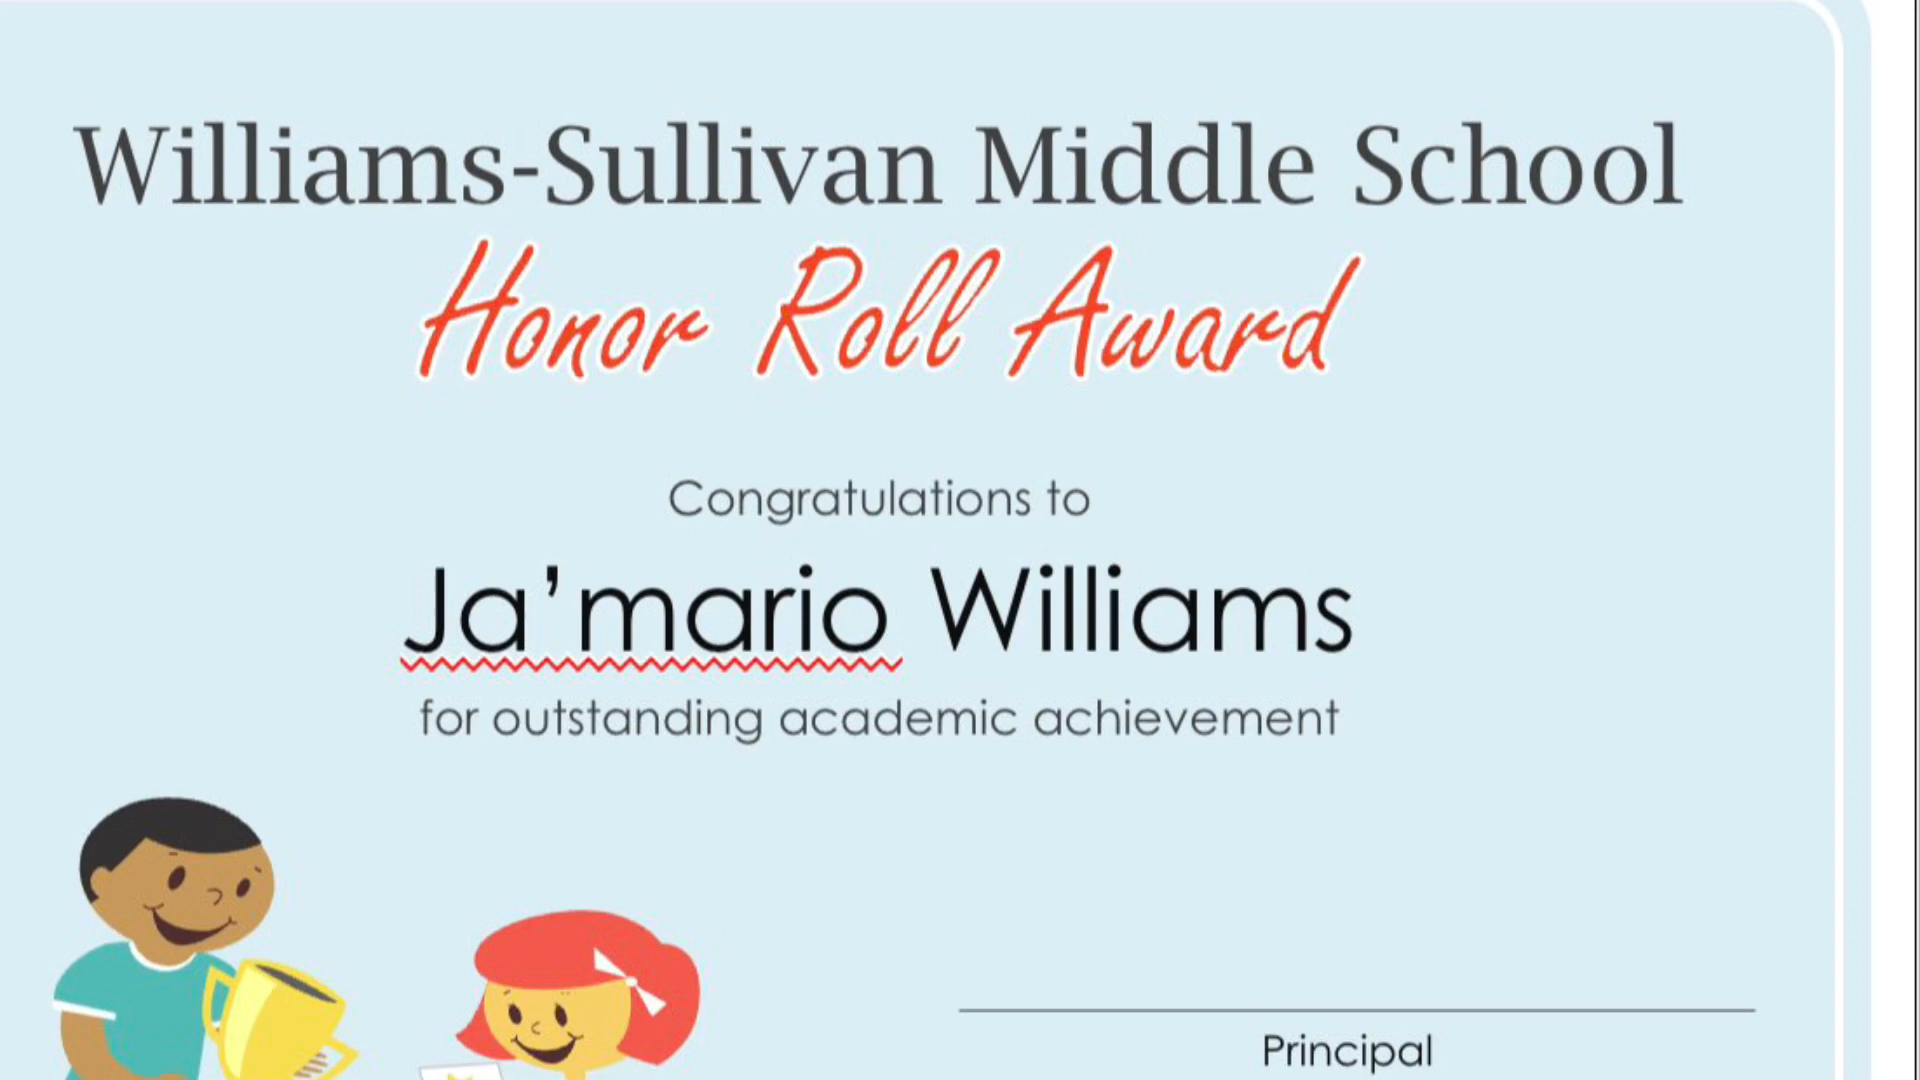 Williams-Sullivan Middle School
Honor Roll Award
Congratulations to
Ja’mario Williams
for outstanding academic achievement
Principal